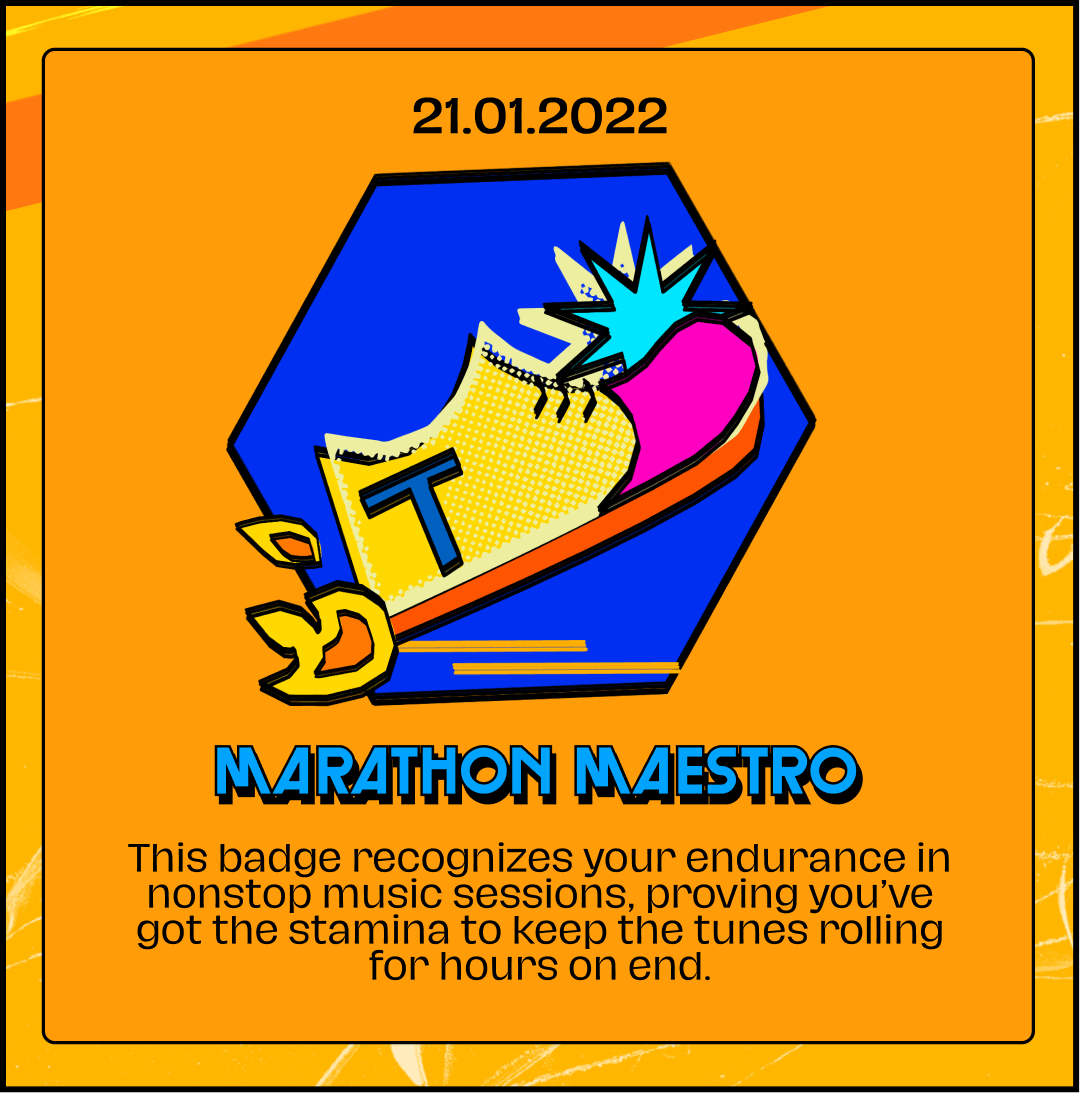 21.01.2022
T
MARATHON MAESTRO
This badge recognizes your endurance in
nonstop music sessions, proving you’ve
got the stamina to keep the tunes rolling
for hours on end.